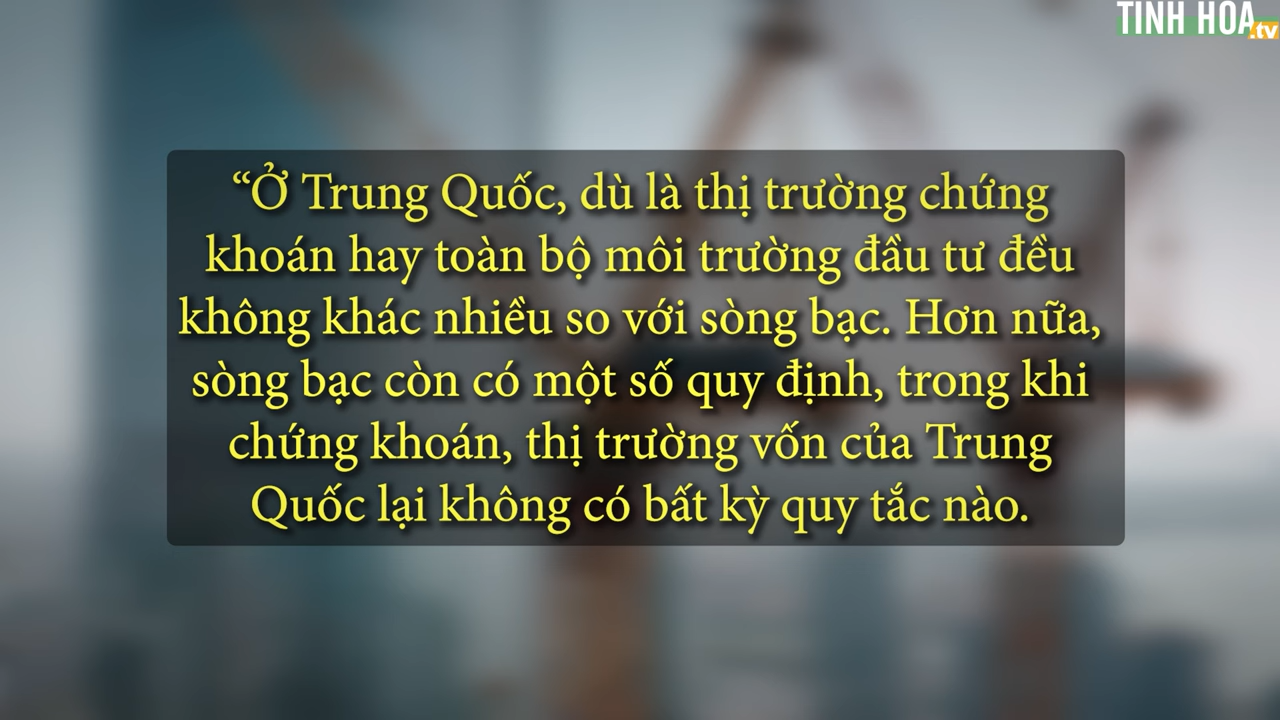 TINH HOA
.tv
“Ở Trung Quốc, dù là thị trường chứng
khoán hay toàn bộ môi trường đầu tư đều
không khác nhiều so với sòng bạc. Hơn nữa,
sòng bạc còn có một số quy định, trong khi
chứng khoán, thị trường vốn của Trung
Quốc lại không có bất kỳ quy tắc nào.